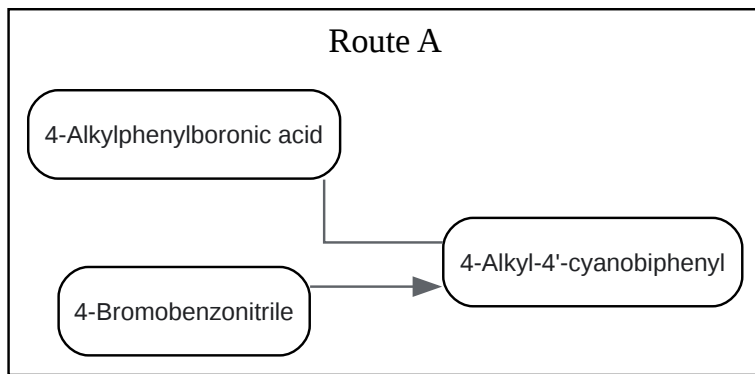 Route A
4-Alkylphenylboronic acid
4-Alkyl-4'-cyanobiphenyl
4-Bromobenzonitrile